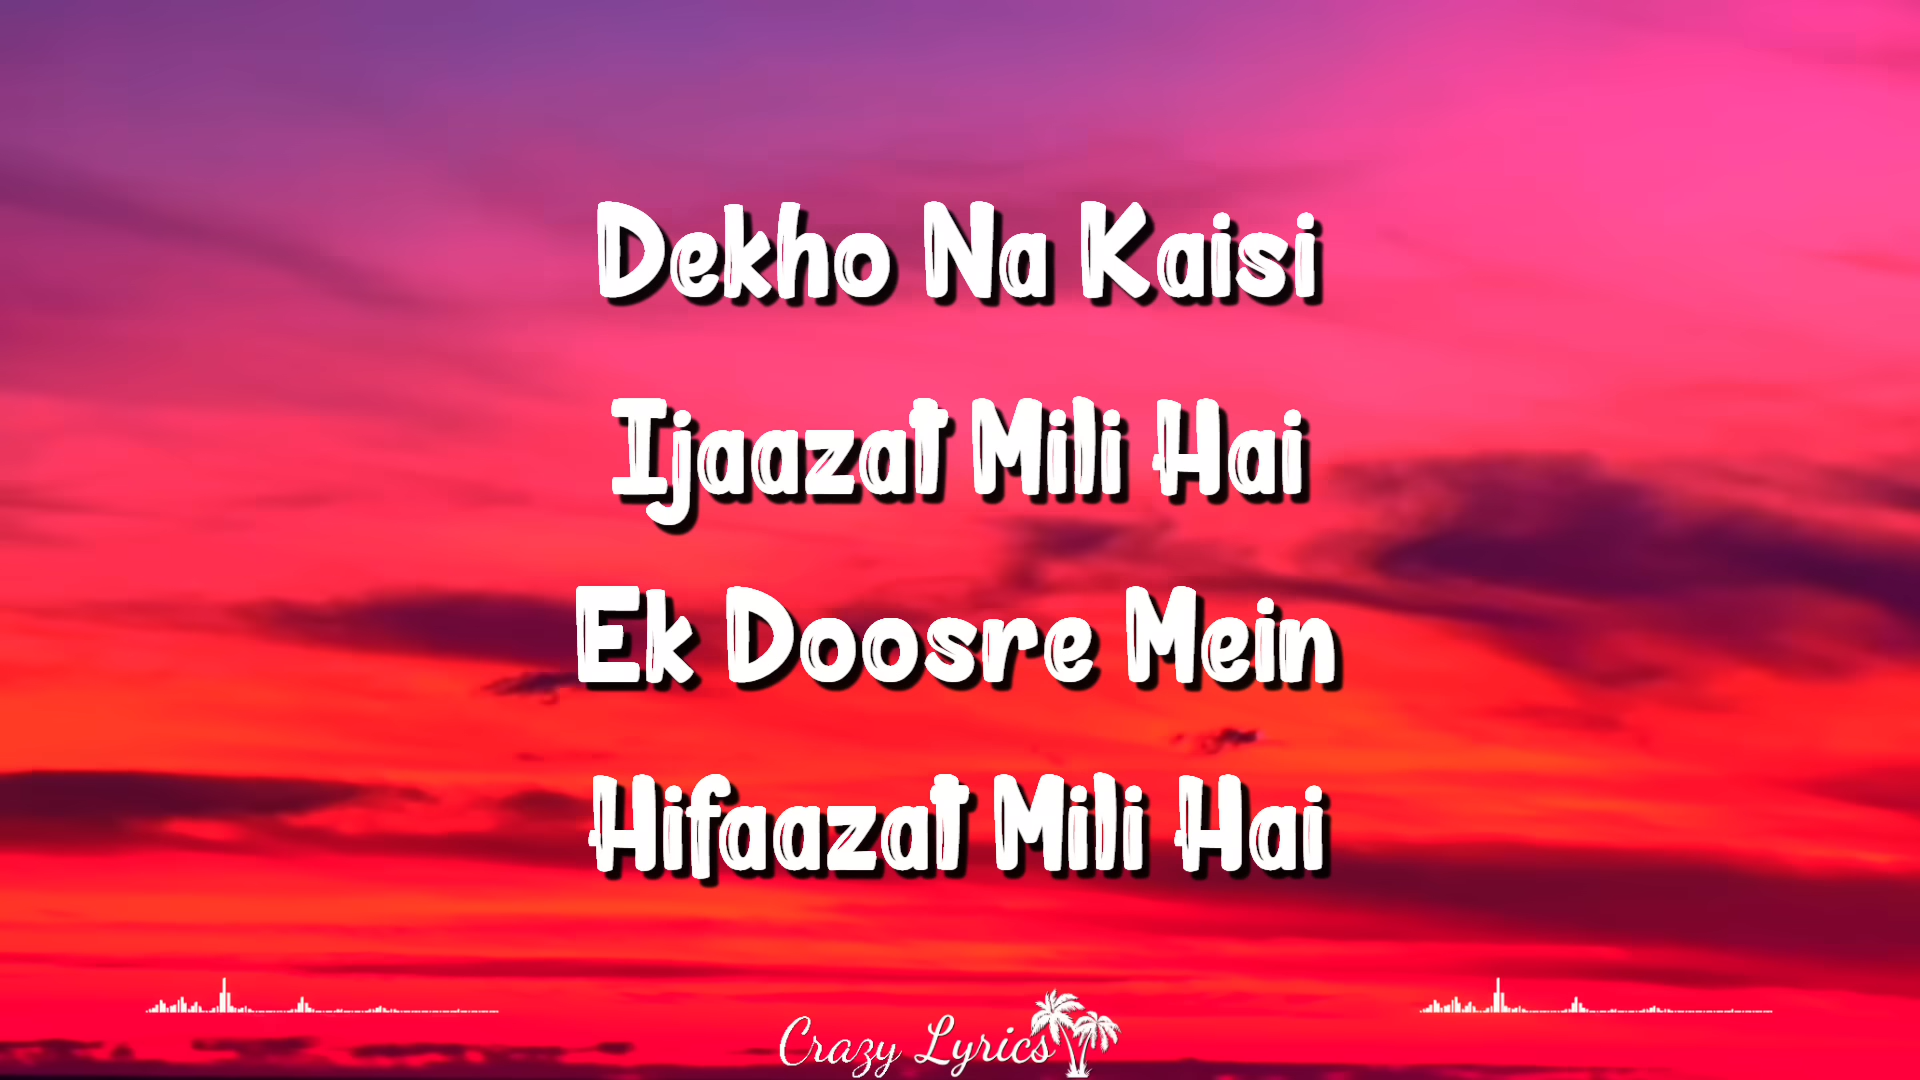 Dekho Na Kaisi
Ijaazat Mili Hai
Ek Doosre Mein
Hifaazat Mili Hai
Crazy Lyrics